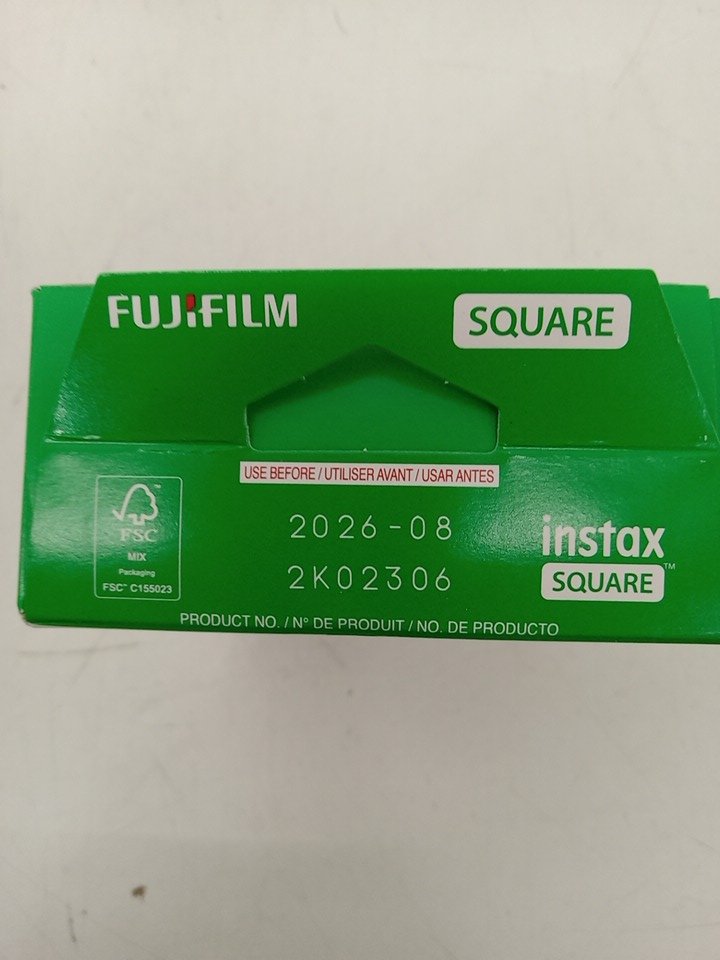 FUJIFILM
SQUARE
USE BEFORE / UTILISER AVANT / USAR ANTES
2026-08
2K02306
FSC™
MIX
Packaging
FSC™ C155023
instax
SQUARE™
PRODUCT NO. / N° DE PRODUIT / NO. DE PRODUCTO